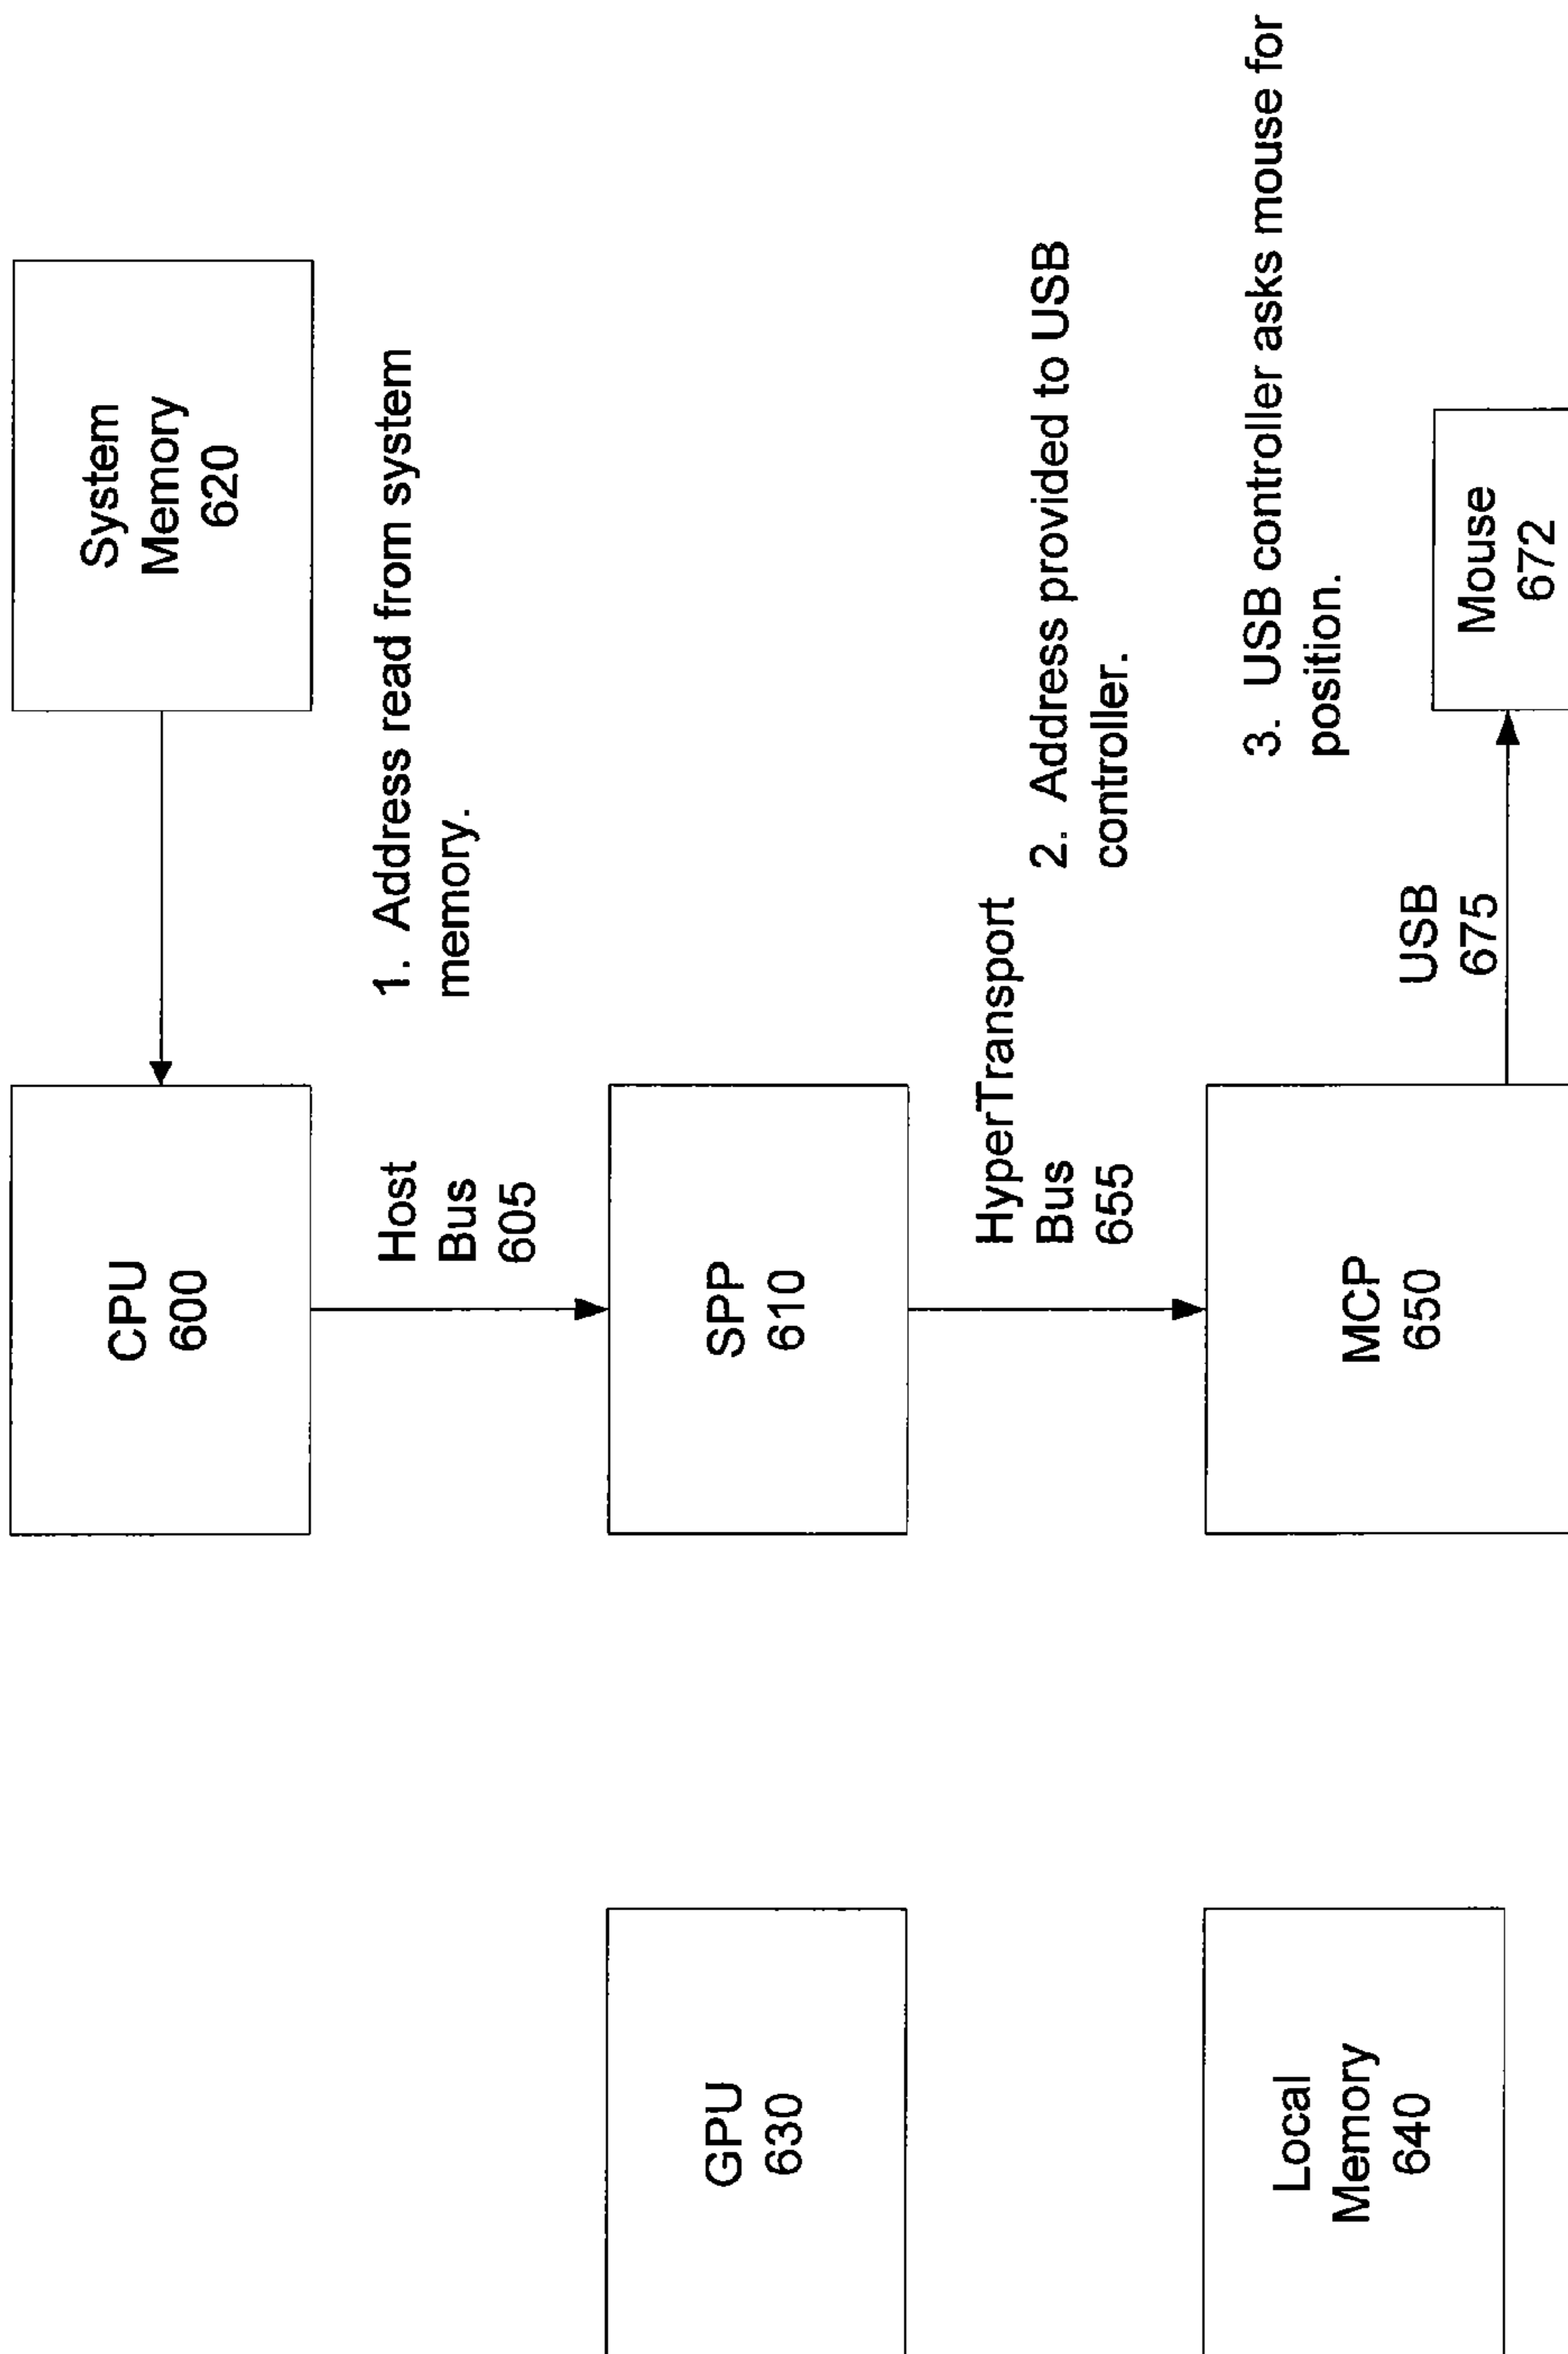 CPU
600
System
Memory
620
Host
Bus
605
1. Address read from system
memory.
GPU
630
SPP
610
HyperTransport
Bus
655
2. Address provided to USB
controller.
Local
Memory
640
MCP
650
3. USB controller asks mouse for
position.
USB
675
Mouse
672